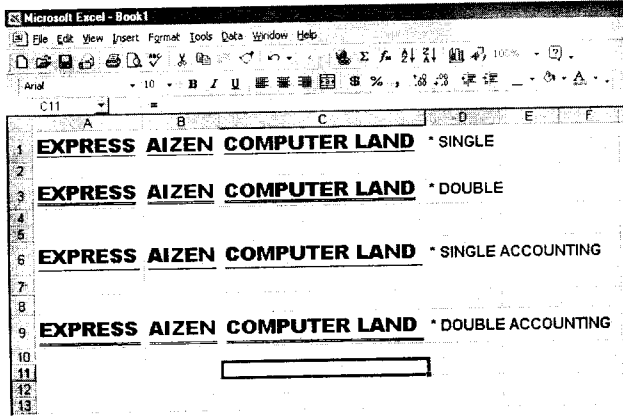 Microsoft Excel - Book1
File Edit View Insert Format Tools Data Window Help
100%
Arial 10 B I U $ % ,
C11 =
A B C D E F
1 EXPRESS AIZEN COMPUTER LAND * SINGLE
2
3 EXPRESS AIZEN COMPUTER LAND * DOUBLE
4
5
6 EXPRESS AIZEN COMPUTER LAND * SINGLE ACCOUNTING
7
8
9 EXPRESS AIZEN COMPUTER LAND * DOUBLE ACCOUNTING
10
11
12
13